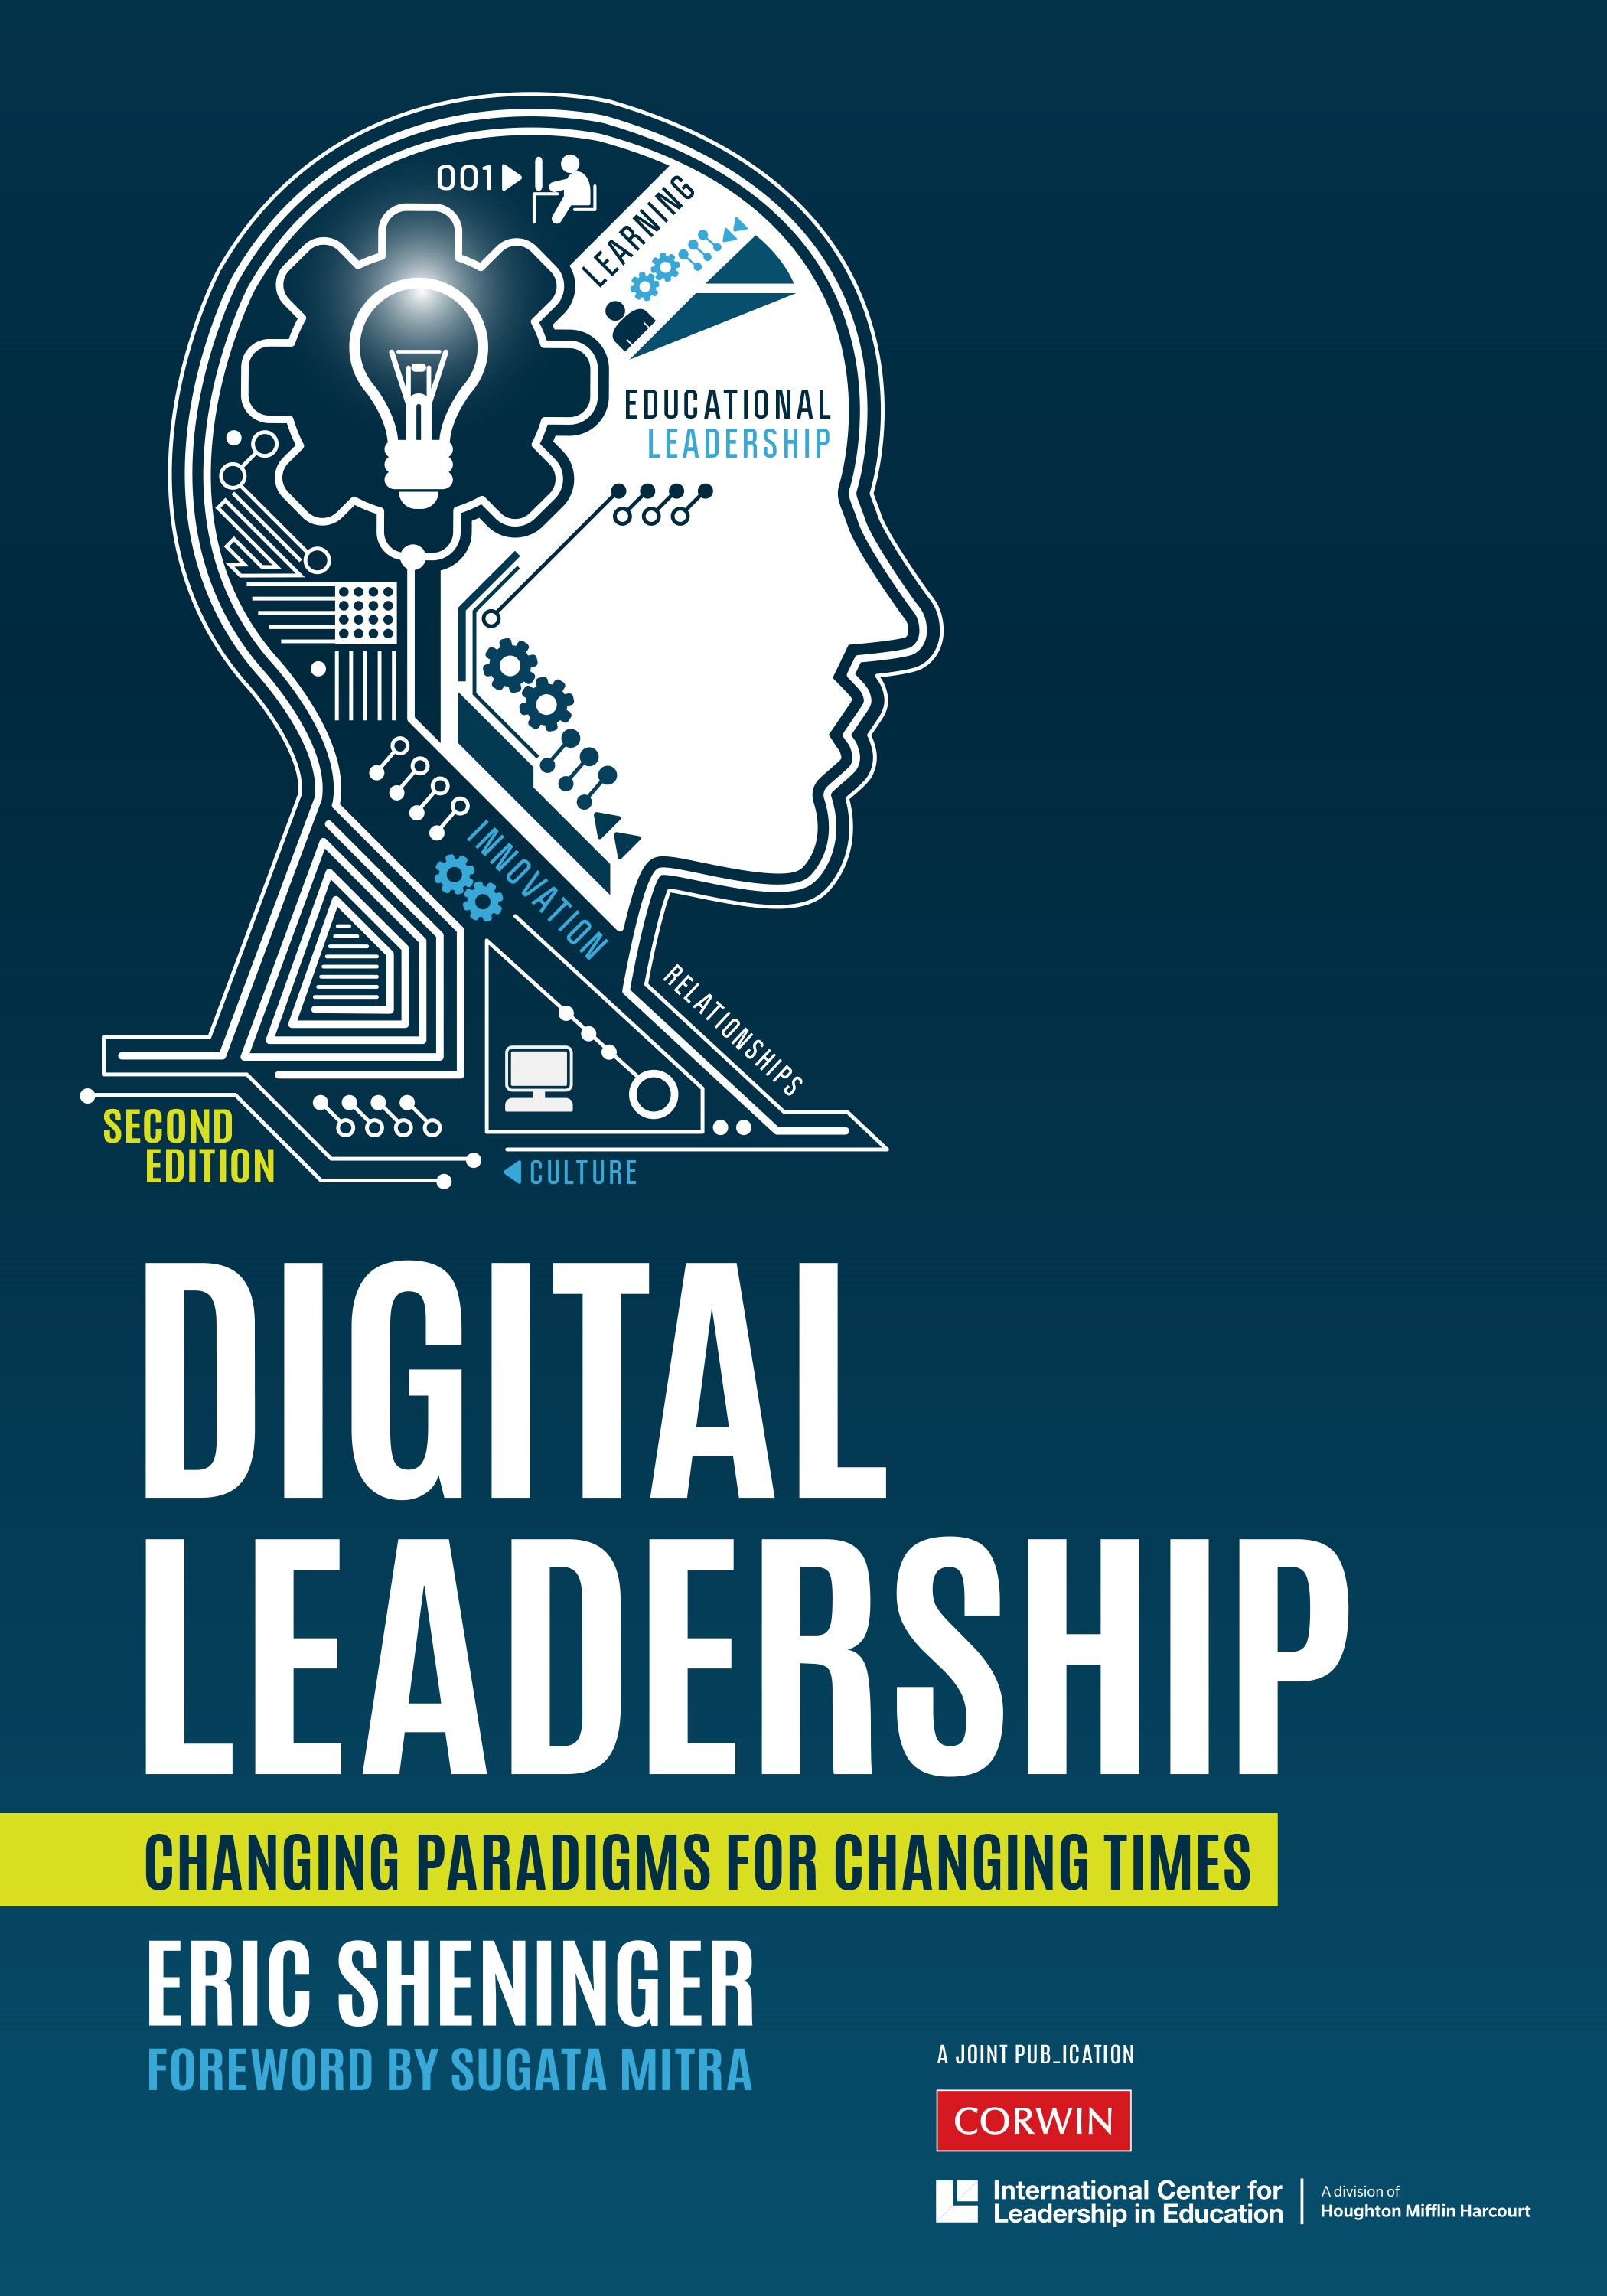 001
LEARNING
EDUCATIONAL
LEADERSHIP
INNOVATION
RELATIONSHIPS
SECOND
EDITION
CULTURE
DIGITAL
LEADERSHIP
CHANGING PARADIGMS FOR CHANGING TIMES
ERIC SHENINGER
FOREWORD BY SUGATA MITRA
A JOINT PUB_ICATION
CORWIN
International Center for
Leadership in Education
A division of
Houghton Mifflin Harcourt